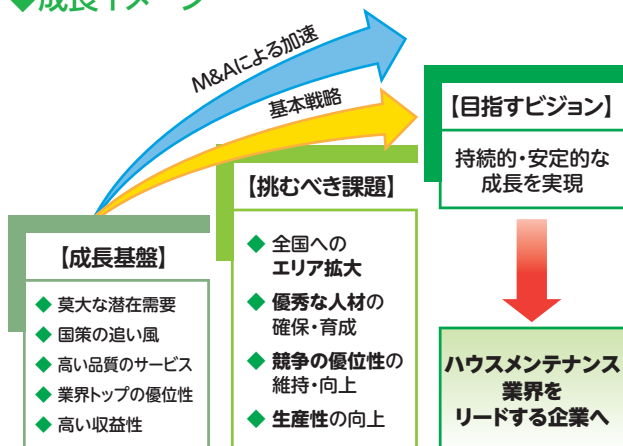 ◆成長イメージ
M&Aによる加速
基本戦略
【成長基盤】
◆ 莫大な潜在需要
◆ 国策の追い風
◆ 高い品質のサービス
◆ 業界トップの優位性
◆ 高い収益性
【挑むべき課題】
◆ 全国への
エリア拡大
◆ 優秀な人材の
確保・育成
◆ 競争の優位性の
維持・向上
◆ 生産性の向上
【目指すビジョン】
持続的・安定的な
成長を実現
ハウスメンテナンス
業界を
リードする企業へ